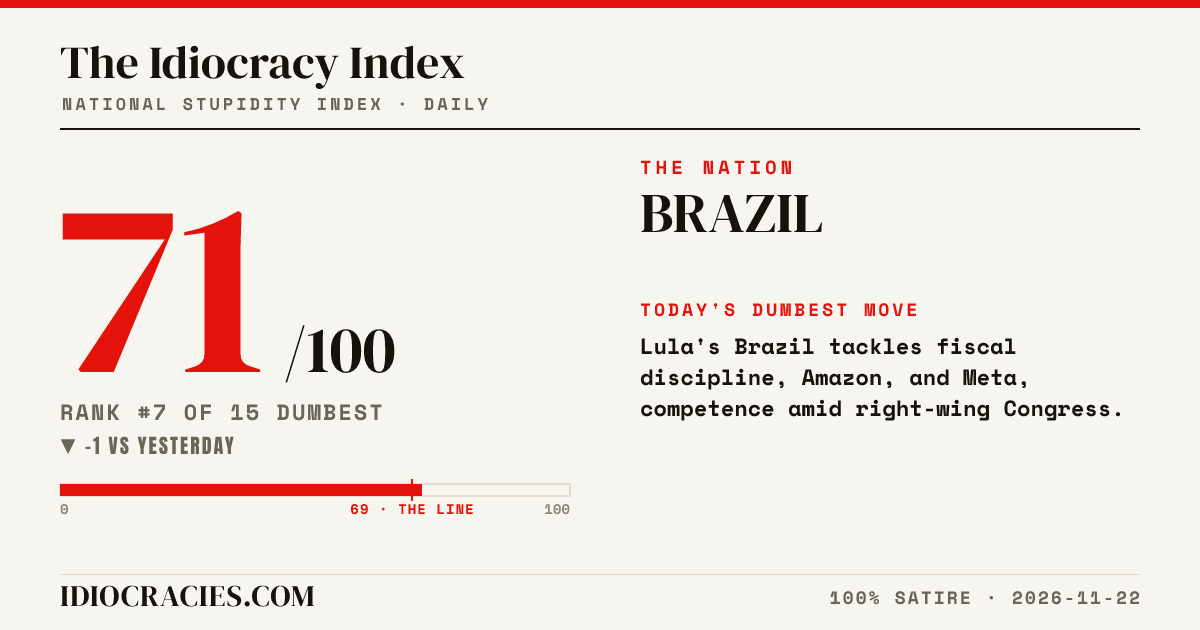 The Idiocracy Index
NATIONAL STUPIDITY INDEX · DAILY
71 /100
RANK #7 OF 15 DUMBEST
▼ -1 VS YESTERDAY
0
69 · THE LINE
100
THE NATION
BRAZIL
TODAY'S DUMBEST MOVE
Lula's Brazil tackles fiscal
discipline, Amazon, and Meta,
competence amid right-wing Congress.
IDIOCRACIES.COM
100% SATIRE · 2026-11-22